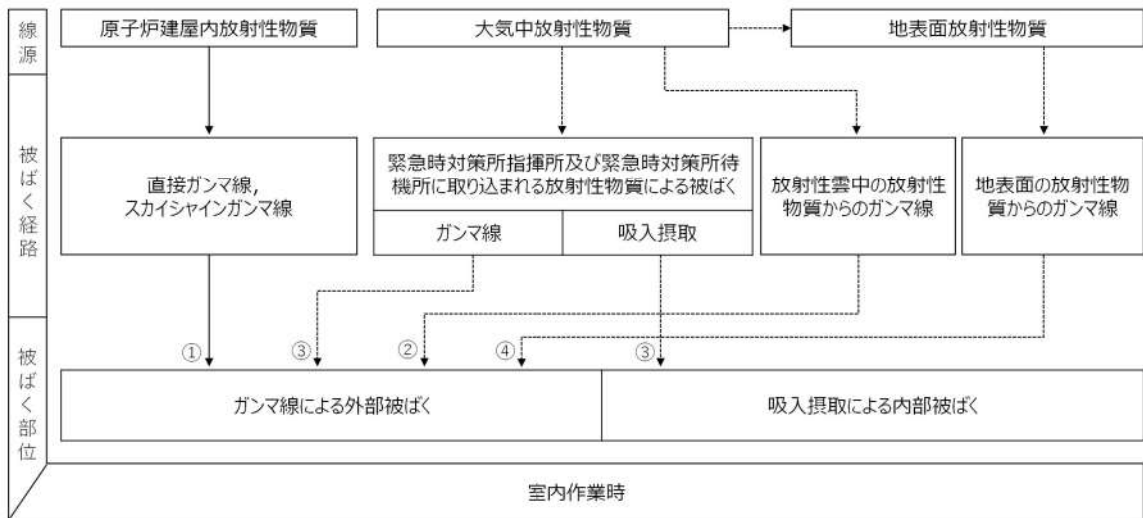 線源
原子炉建屋内放射性物質
大気中放射性物質
地表面放射性物質
被ばく経路
直接ガンマ線，
スカイシャインガンマ線
緊急時対策所指揮所及び緊急時対策所待
機所に取り込まれる放射性物質による被ばく
ガンマ線
吸入摂取
放射性雲中の放射性
物質からのガンマ線
地表面の放射性物
質からのガンマ線
①
③
②
④
③
被ばく部位
ガンマ線による外部被ばく
吸入摂取による内部被ばく
室内作業時